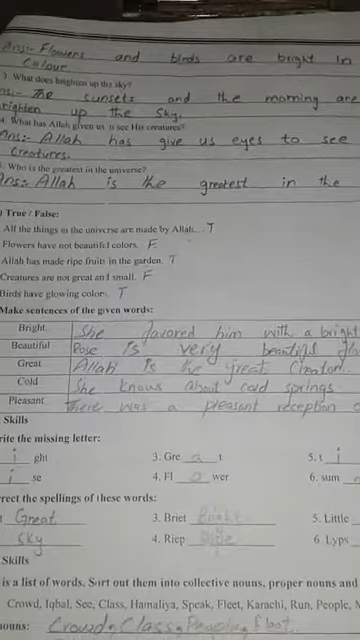 Ans:- Flowers and birds are bright in
Colour.
3. What does brighten up the sky?
Ans:- The sunsets and the morning are
brighten up the sky.
4. What has Allah given us to see His creatures?
Ans:- Allah has give us eyes to see
creatures.
5. Who is the greatest in the universe?
Ans:- Allah is the greatest in the
) True / False:
All the things in the universe are made by Allah. T
Flowers have not beautiful colors. F
Allah has made ripe fruits in the garden. T
Creatures are not great and small. F
Birds have glowing colors. T
Make sentences of the given words:
Bright She favored him with a bright
Beautiful Rose is very beautiful
Great Allah is the great Creator.
Cold She knows about cold springs
Pleasant There was a pleasant reception
Skills
rite the missing letter:
i ght 3. Gre a t 5. t i
i se 4. Fl o wer 6. sum
rrect the spellings of these words:
Great 3. Briet Bright 5. Little
Sky 4. Riep Ripe 6. Lyps
Skills
is a list of words. Sort out them into collective nouns, proper nouns and
Crowd, Iqbal, See, Class, Hamaliya, Speak, Fleet, Karachi, Run, People,
nouns: Crowd, Class, People, Fleet.